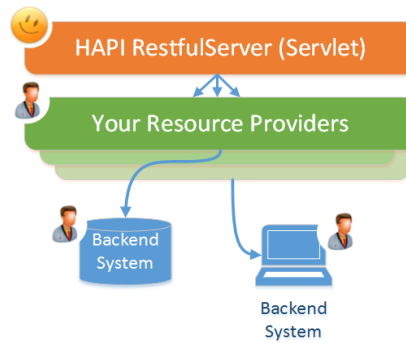 HAPI RestfulServer (Servlet)
Your Resource Providers
Backend
System
Backend
System